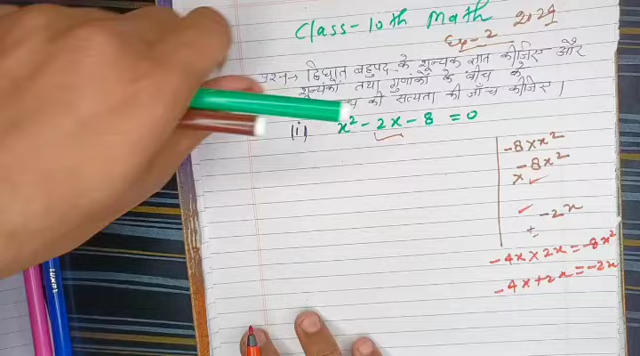 Class-10th Math 2024
Ex-2
प्रश्न→ द्विघात बहुपद के शून्यक ज्ञात कीजिए और
शून्यकों तथा गुणांकों के बीच के
की सत्यता की जाँच कीजिए।
(i) x² - 2x - 8 = 0
-8 × x²
-8x²
x
-2x
±
-4x × 2x = -8x²
-4x + 2x = -2x
LUXOR